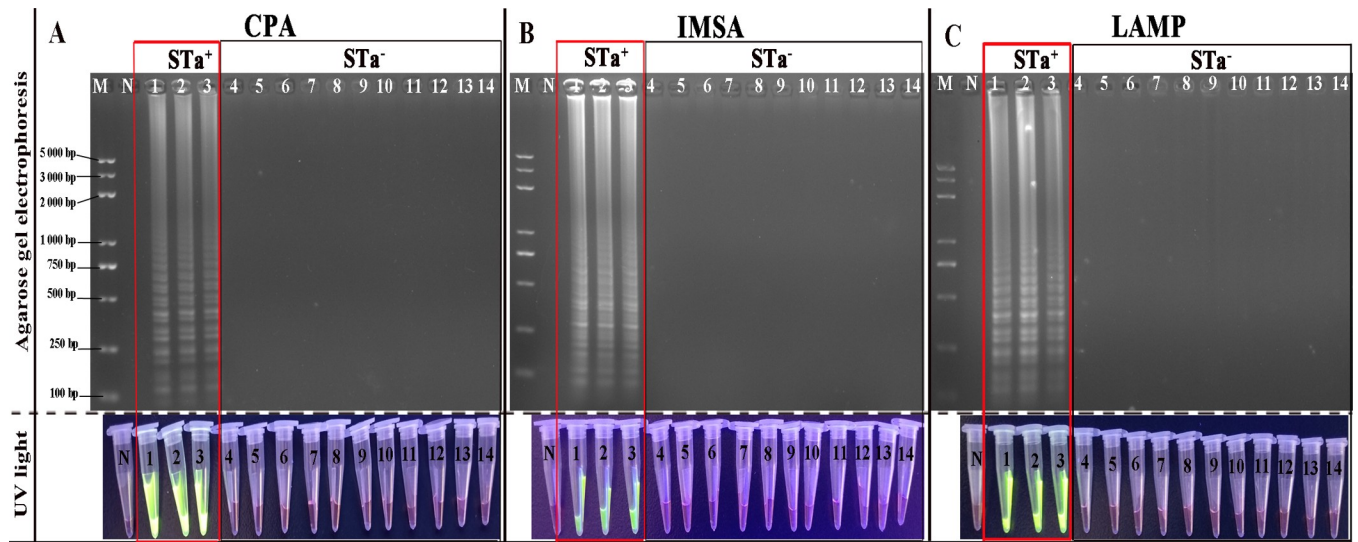 A CPA
STa⁺ STa⁻
M N 1 2 3 4 5 6 7 8 9 10 11 12 13 14
5 000 bp
3 000 bp
2 000 bp
1 000 bp
750 bp
500 bp
250 bp
100 bp
N 1 2 3 4 5 6 7 8 9 10 11 12 13 14
B IMSA
STa⁺ STa⁻
M N 1 2 3 4 5 6 7 8 9 10 11 12 13 14
N 1 2 3 4 5 6 7 8 9 10 11 12 13 14
C LAMP
STa⁺ STa⁻
M N 1 2 3 4 5 6 7 8 9 10 11 12 13 14
N 1 2 3 4 5 6 7 8 9 10 11 12 13 14
Agarose gel electrophoresis
UV light